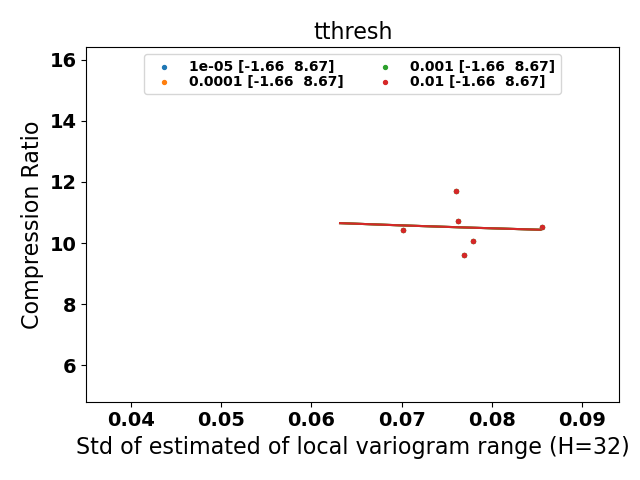 tthresh
1e-05 [-1.66  8.67]
0.0001 [-1.66  8.67]
0.001 [-1.66  8.67]
0.01 [-1.66  8.67]
Compression Ratio
16
14
12
10
8
6
0.04 0.05 0.06 0.07 0.08 0.09
Std of estimated of local variogram range (H=32)